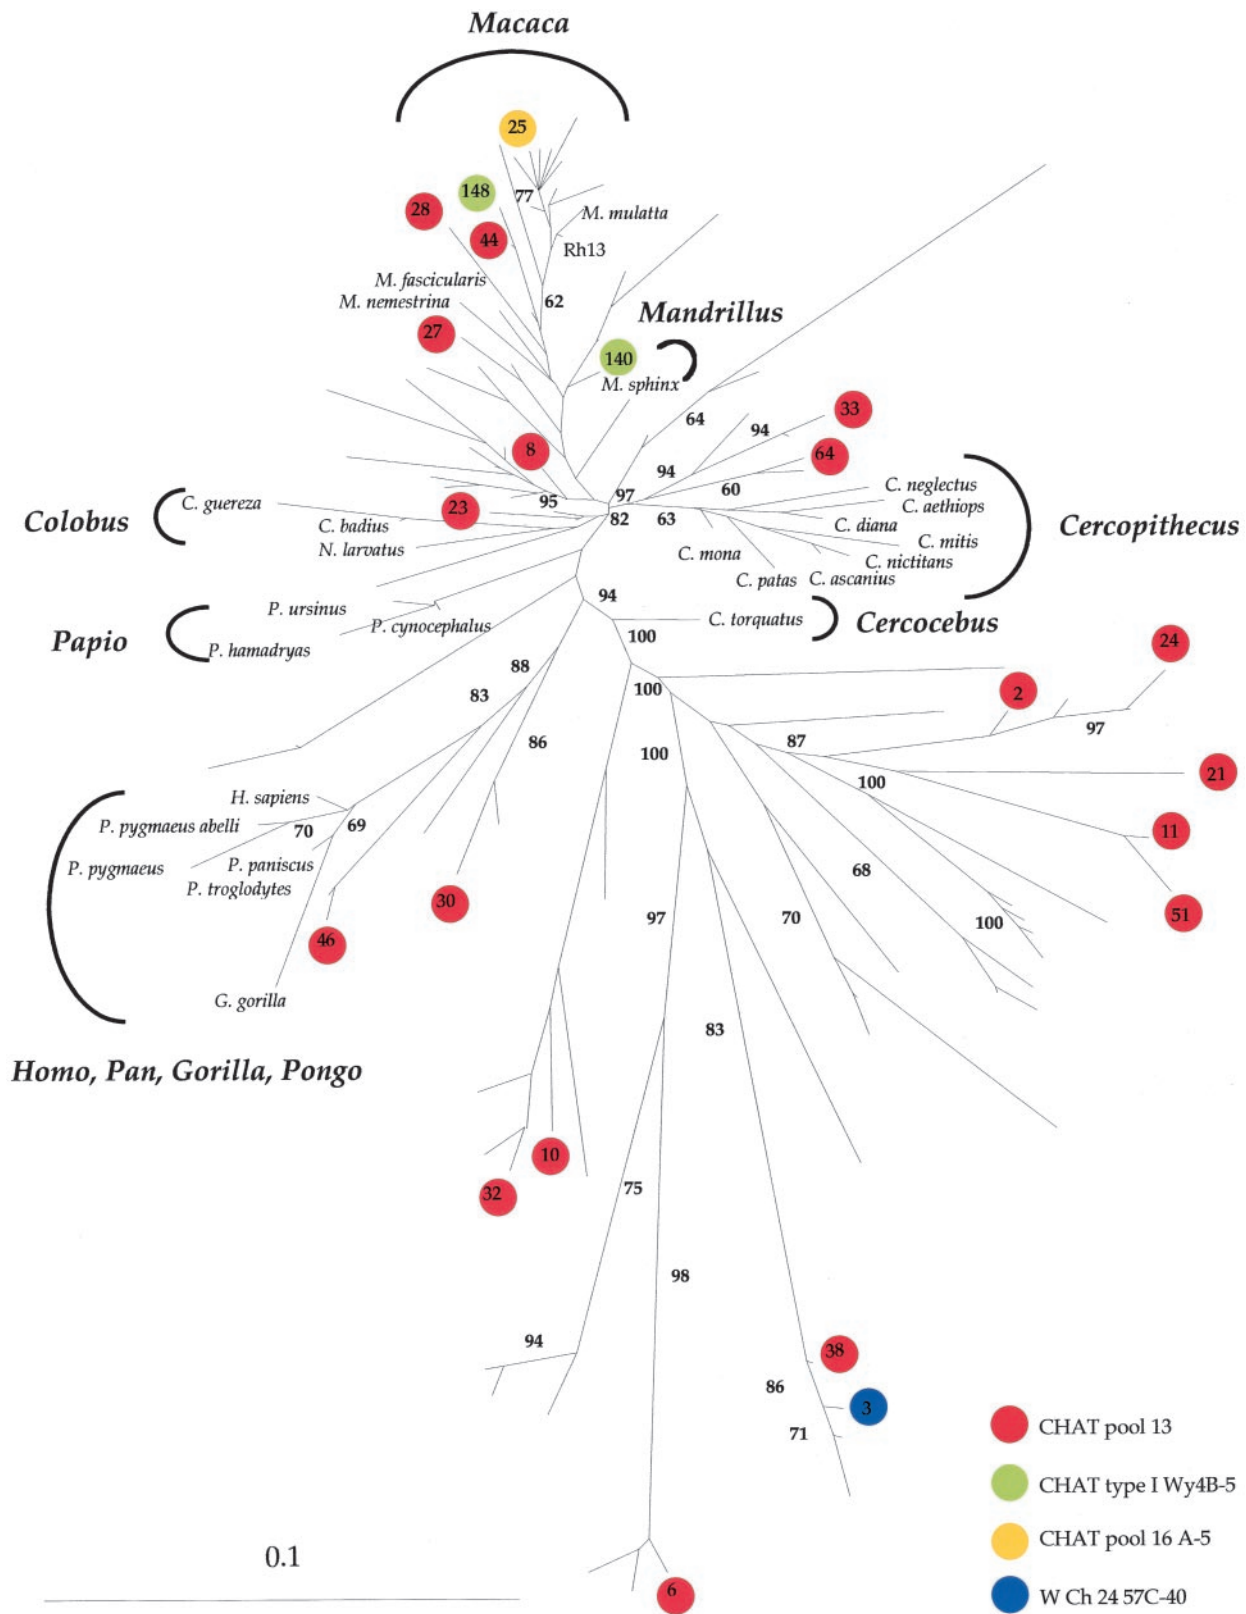 Macaca
25
148
77
28
M. mulatta
44
Rh13
M. fascicularis
M. nemestrina
62
Mandrillus
27
140
M. sphinx
33
64
94
8
64
94
C. neglectus
60
C. guereza
95
97
C. aethiops
23
Colobus
C. badius
82
63
C. diana
Cercopithecus
N. larvatus
C. mona
C. mitis
C. nictitans
C. patas
C. ascanius
94
P. ursinus
C. torquatus
Cercocebus
P. cynocephalus
Papio
100
24
P. hamadryas
88
100
2
83
97
86
87
100
21
100
H. sapiens
P. pygmaeus abelli
70
69
11
P. pygmaeus
P. paniscus
68
P. troglodytes
30
97
70
100
51
46
G. gorilla
83
Homo, Pan, Gorilla, Pongo
10
32
75
98
94
38
86
3
71
CHAT pool 13
CHAT type I Wy4B-5
CHAT pool 16 A-5
0.1
W Ch 24 57C-40
6